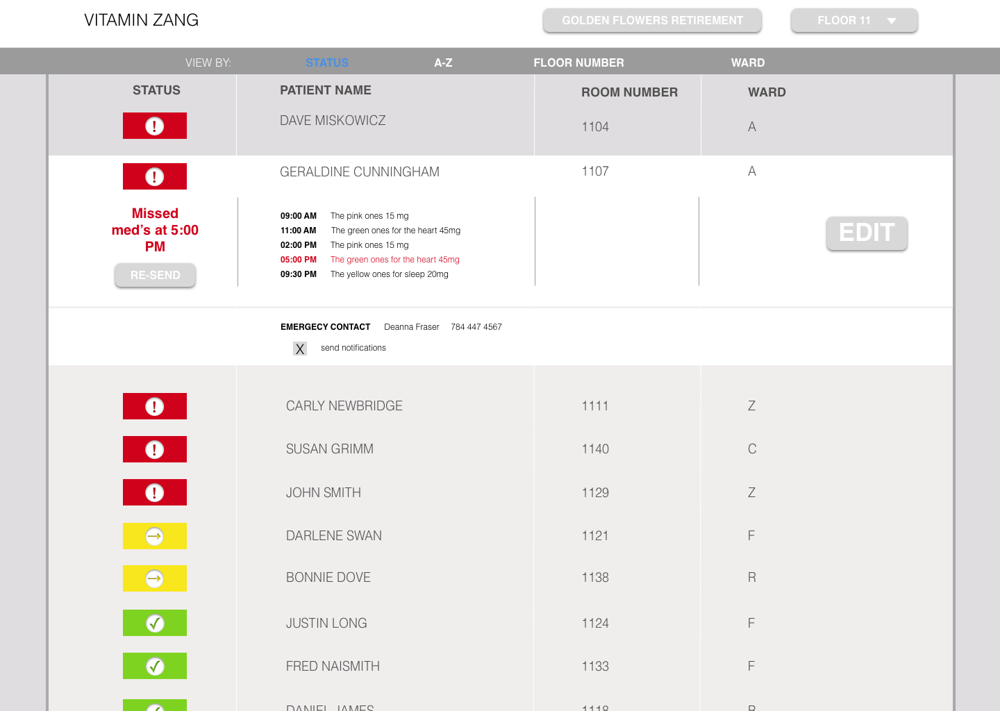 VITAMIN ZANG
GOLDEN FLOWERS RETIREMENT
FLOOR 11
VIEW BY: STATUS A-Z FLOOR NUMBER WARD
STATUS PATIENT NAME ROOM NUMBER WARD
! DAVE MISKOWICZ 1104 A
! GERALDINE CUNNINGHAM 1107 A
Missed
med's at 5:00
PM
RE-SEND
09:00 AM The pink ones 15 mg
11:00 AM The green ones for the heart 45mg
02:00 PM The pink ones 15 mg
05:00 PM The green ones for the heart 45mg
09:30 PM The yellow ones for sleep 20mg
EDIT
EMERGECY CONTACT Deanna Fraser 784 447 4567
X send notifications
! CARLY NEWBRIDGE 1111 Z
! SUSAN GRIMM 1140 C
! JOHN SMITH 1129 Z
→ DARLENE SWAN 1121 F
→ BONNIE DOVE 1138 R
✓ JUSTIN LONG 1124 F
✓ FRED NAISMITH 1133 F
✓ DANIEL JAMES 1118 R